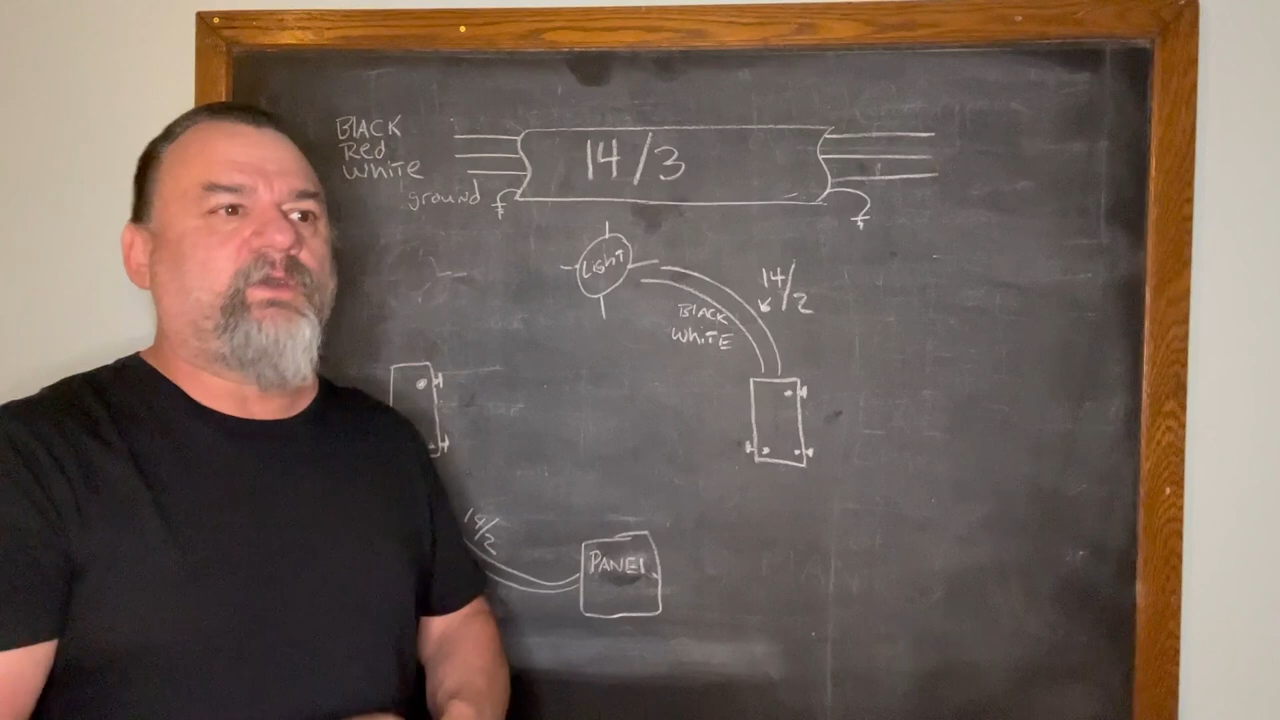 BLACK
Red
WhiTE
ground
14/3
LighT
14/2
BLACK
WhiTE
14/2
PANEL